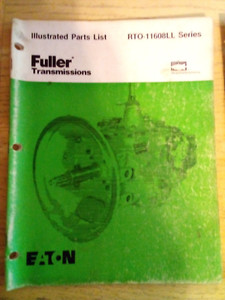 Illustrated Parts List
RTO-11608LL Series
Fuller®
Transmissions
EATON